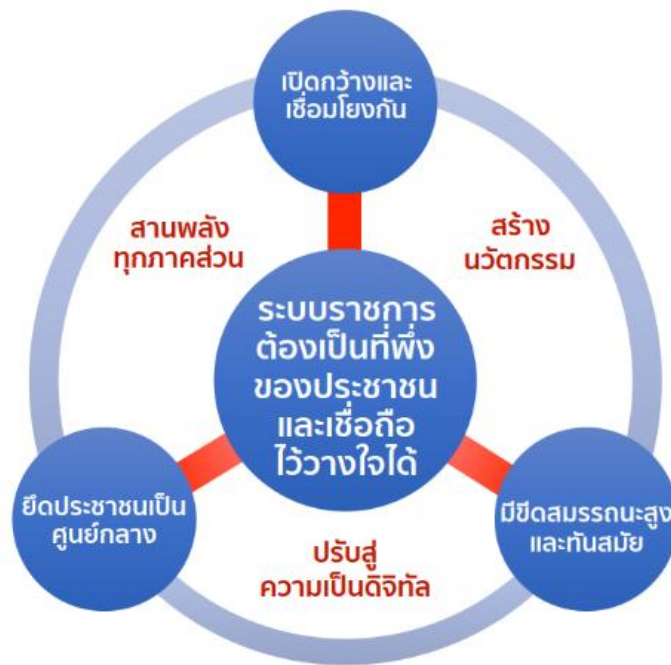 เปิดกว้างและ
เชื่อมโยงกัน
สานพลัง
ทุกภาคส่วน
สร้าง
นวัตกรรม
ระบบราชการ
ต้องเป็นที่พึ่ง
ของประชาชน
และเชื่อถือ
ไว้วางใจได้
ยึดประชาชนเป็น
ศูนย์กลาง
มีขีดสมรรถนะสูง
และทันสมัย
ปรับสู่
ความเป็นดิจิทัล